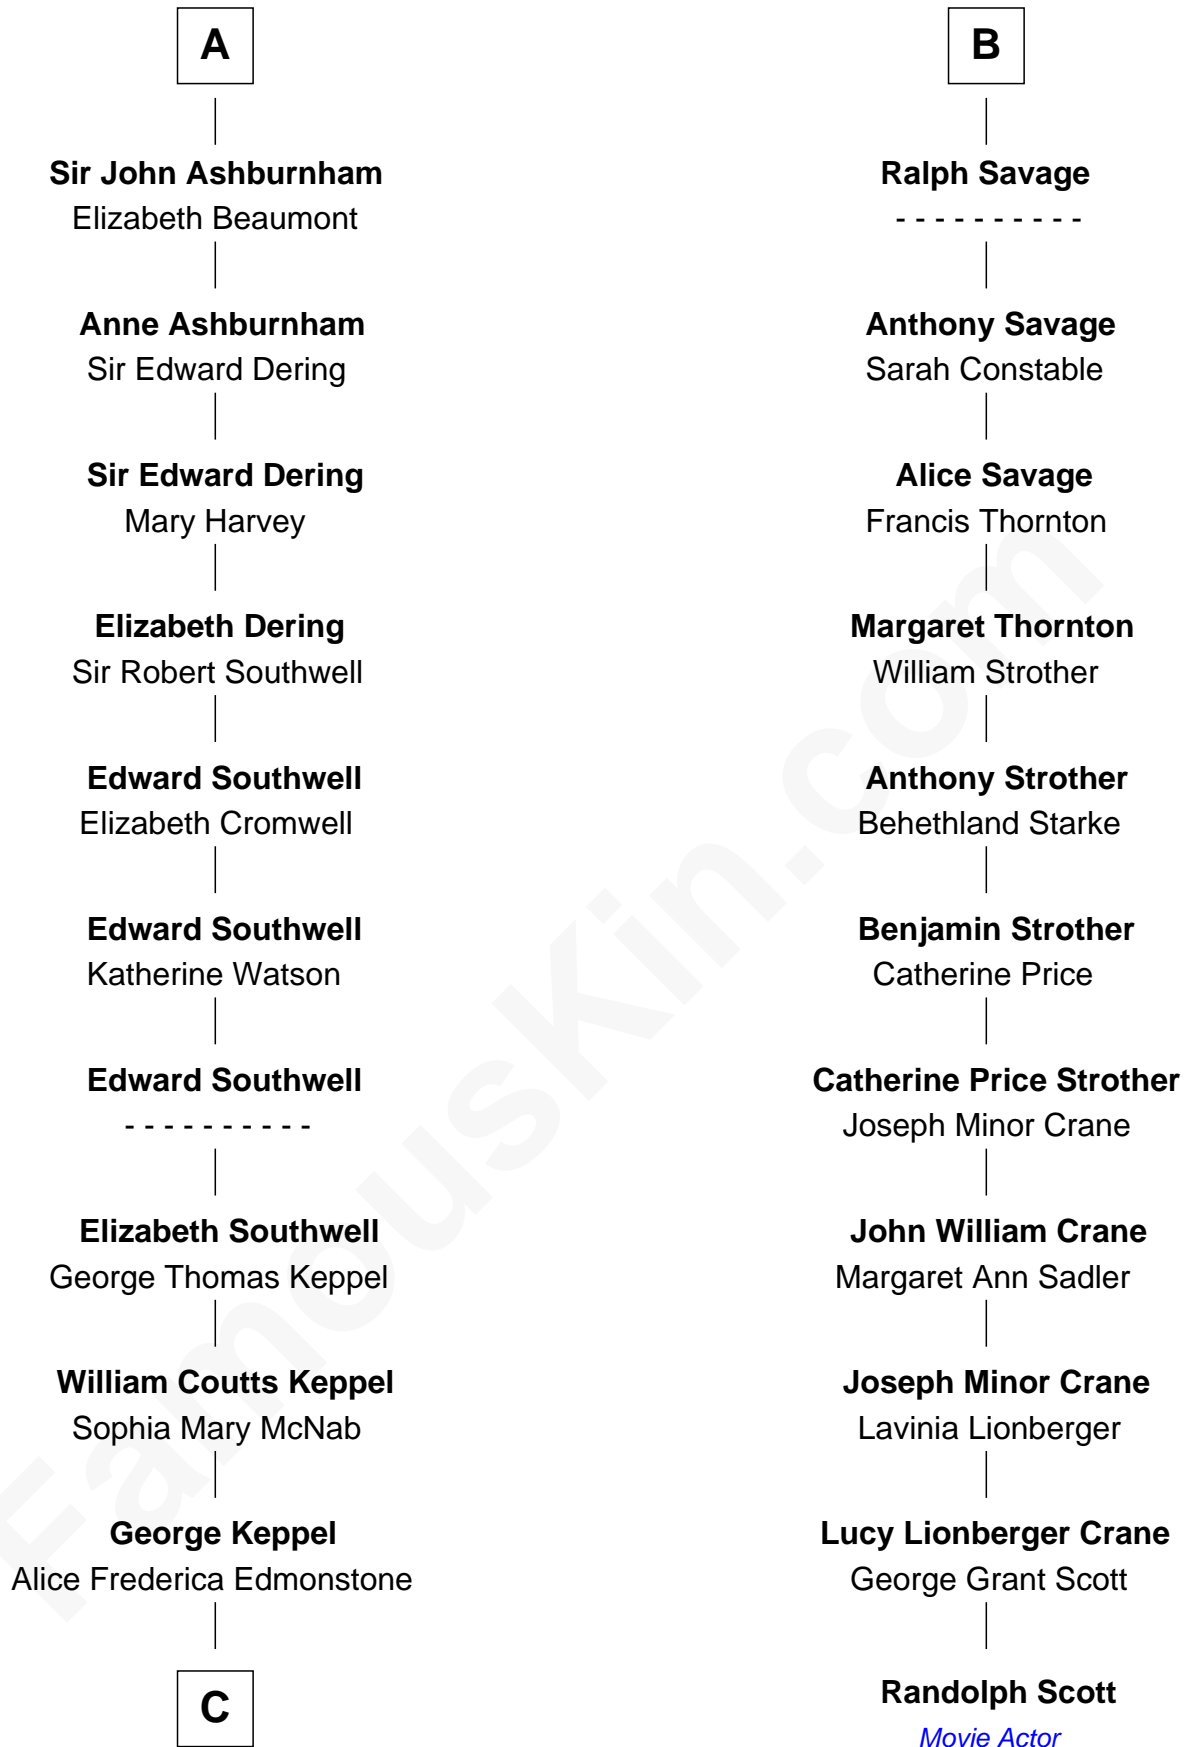 A
Sir John Ashburnham
Elizabeth Beaumont
Anne Ashburnham
Sir Edward Dering
Sir Edward Dering
Mary Harvey
Elizabeth Dering
Sir Robert Southwell
Edward Southwell
Elizabeth Cromwell
Edward Southwell
Katherine Watson
Edward Southwell
- - - - - - - - - -
Elizabeth Southwell
George Thomas Keppel
William Coutts Keppel
Sophia Mary McNab
George Keppel
Alice Frederica Edmonstone
C
B
Ralph Savage
- - - - - - - - - -
Anthony Savage
Sarah Constable
Alice Savage
Francis Thornton
Margaret Thornton
William Strother
Anthony Strother
Behethland Starke
Benjamin Strother
Catherine Price
Catherine Price Strother
Joseph Minor Crane
John William Crane
Margaret Ann Sadler
Joseph Minor Crane
Lavinia Lionberger
Lucy Lionberger Crane
George Grant Scott
Randolph Scott
Movie Actor
FamousKin.com